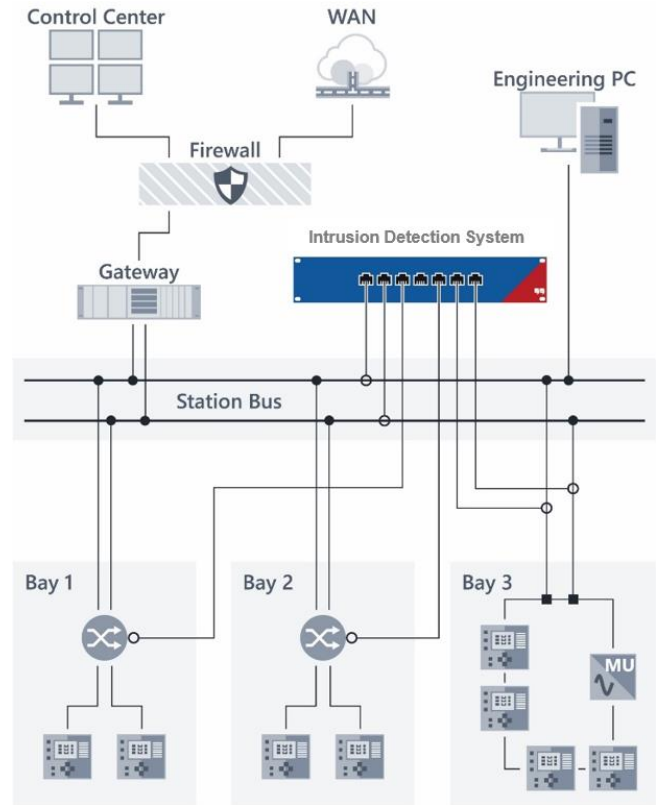 Control Center
WAN
Engineering PC
Firewall
Intrusion Detection System
Gateway
Station Bus
Bay 1
Bay 2
Bay 3
MU